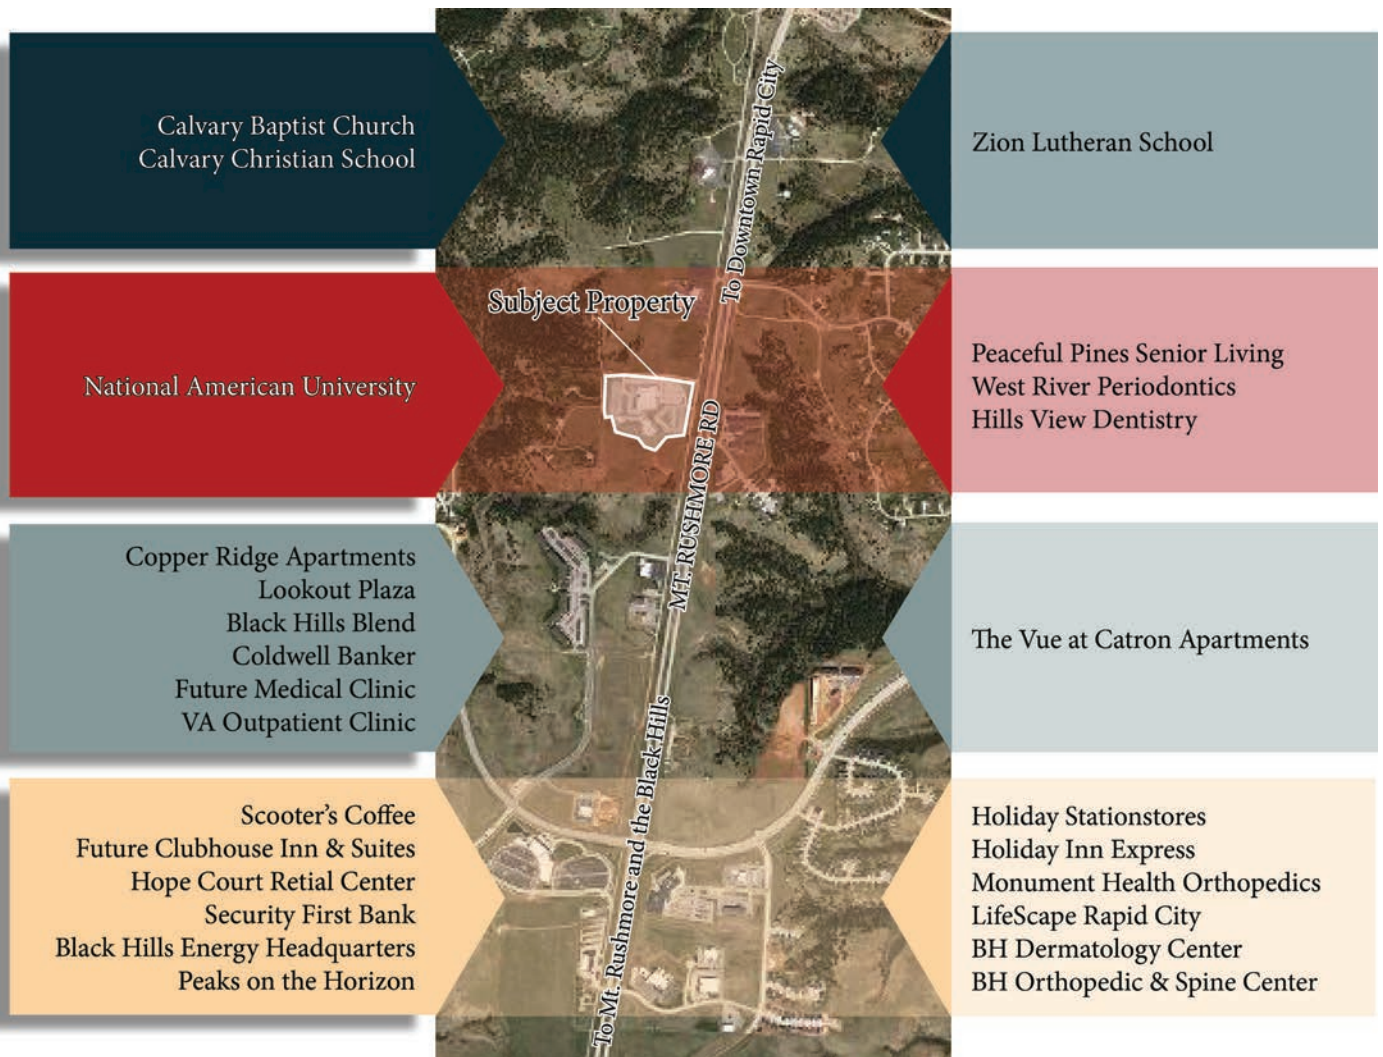 Calvary Baptist Church
Calvary Christian School
Zion Lutheran School
To Downtown Rapid City
Subject Property
National American University
Peaceful Pines Senior Living
West River Periodontics
Hills View Dentistry
MT. RUSHMORE RD
Copper Ridge Apartments
Lookout Plaza
Black Hills Blend
Coldwell Banker
Future Medical Clinic
VA Outpatient Clinic
The Vue at Catron Apartments
To Mt. Rushmore and the Black Hills
Scooter's Coffee
Future Clubhouse Inn & Suites
Hope Court Retial Center
Security First Bank
Black Hills Energy Headquarters
Peaks on the Horizon
Holiday Stationstores
Holiday Inn Express
Monument Health Orthopedics
LifeScape Rapid City
BH Dermatology Center
BH Orthopedic & Spine Center